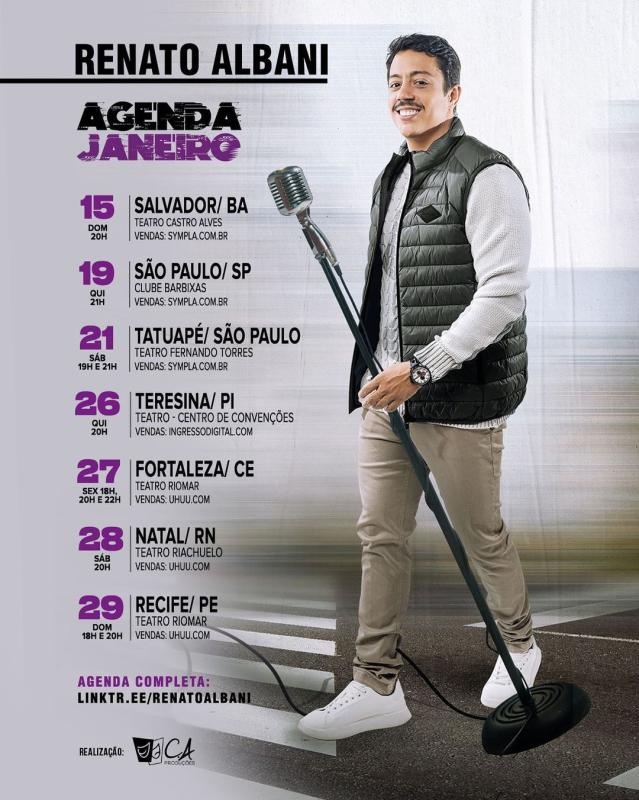 RENATO ALBANI
AGENDA
JANEIRO
15
DOM
20H
SALVADOR/ BA
TEATRO CASTRO ALVES
VENDAS: SYMPLA.COM.BR
19
QUI
21H
SÃO PAULO/ SP
CLUBE BARBIXAS
VENDAS: SYMPLA.COM.BR
21
SÁB
19H E 21H
TATUAPÉ/ SÃO PAULO
TEATRO FERNANDO TORRES
VENDAS: SYMPLA.COM.BR
26
QUI
20H
TERESINA/ PI
TEATRO - CENTRO DE CONVENÇÕES
VENDAS: INGRESSODIGITAL.COM
27
SEX 18H,
20H E 22H
FORTALEZA/ CE
TEATRO RIOMAR
VENDAS: UHUU.COM
28
SÁB
20H
NATAL/ RN
TEATRO RIACHUELO
VENDAS: UHUU.COM
29
DOM
18H E 20H
RECIFE/ PE
TEATRO RIOMAR
VENDAS: UHUU.COM
AGENDA COMPLETA:
LINKTR.EE/RENATOALBANI
REALIZAÇÃO:
CA
PRODUÇÕES